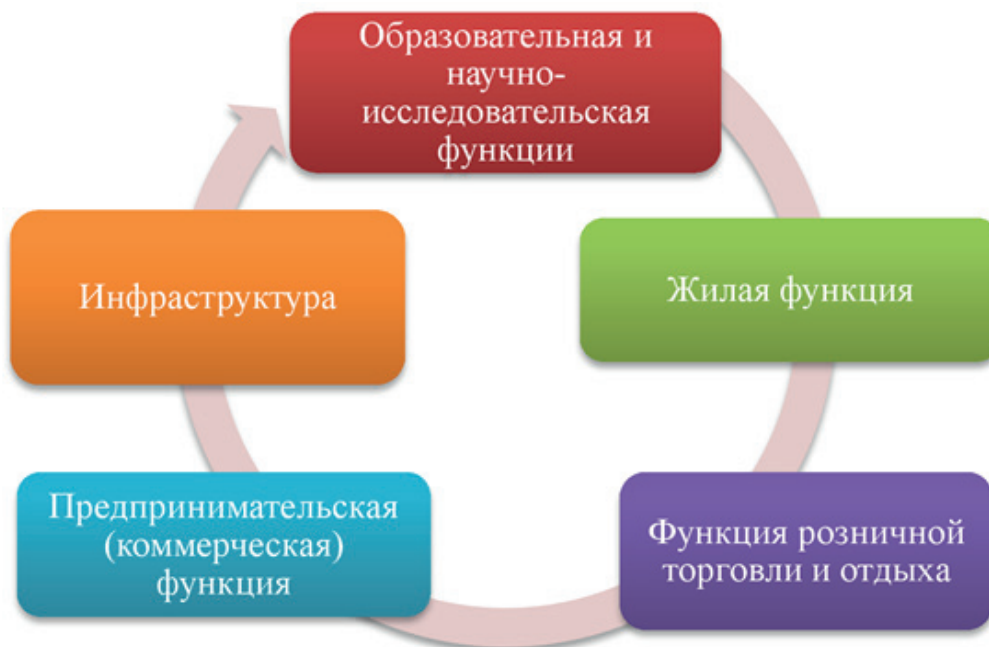 Образовательная и
научно-
исследовательская
функции
Инфраструктура
Жилая функция
Предпринимательская
(коммерческая)
функция
Функция розничной
торговли и отдыха